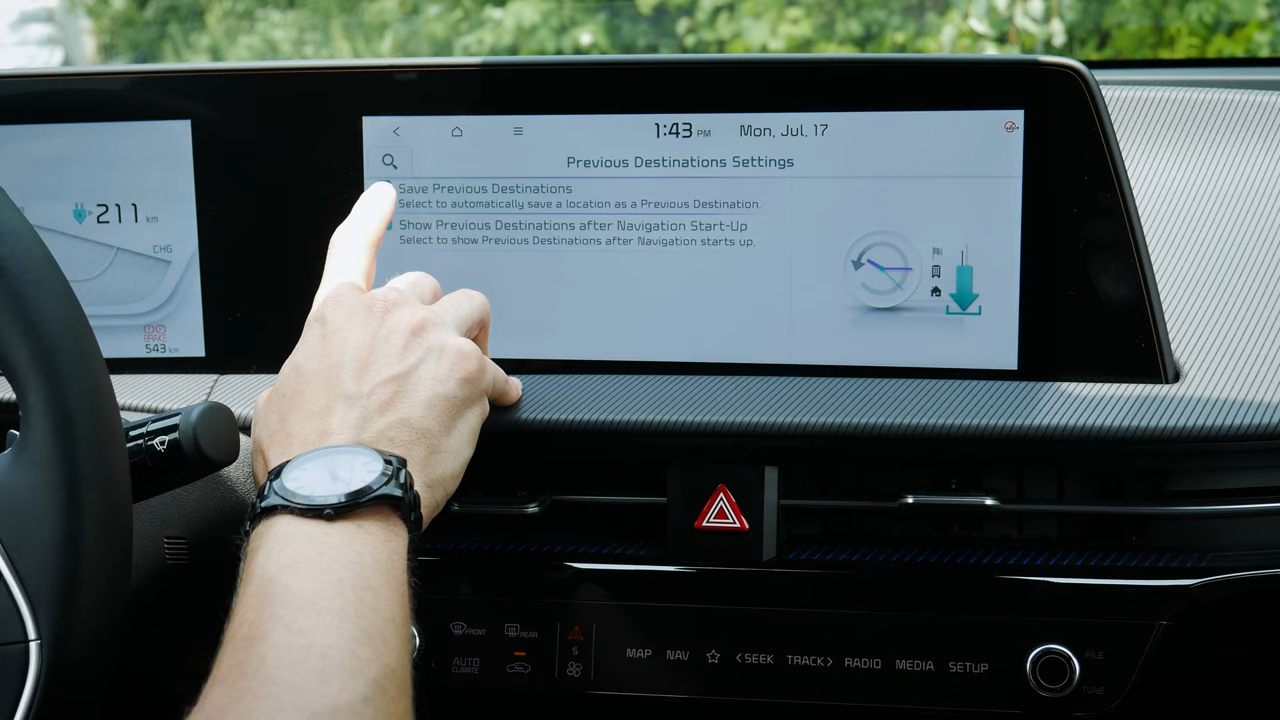 1:43 PM Mon, Jul. 17
Previous Destinations Settings
Save Previous Destinations
Select to automatically save a location as a Previous Destination.
Show Previous Destinations after Navigation Start-Up
Select to show Previous Destinations after Navigation starts up.
211 km
CHG
BRAKE
543 km
FRONT
REAR
AUTO
CLIMATE
MAP NAV SEEK TRACK RADIO MEDIA SETUP
FILE
TUNE